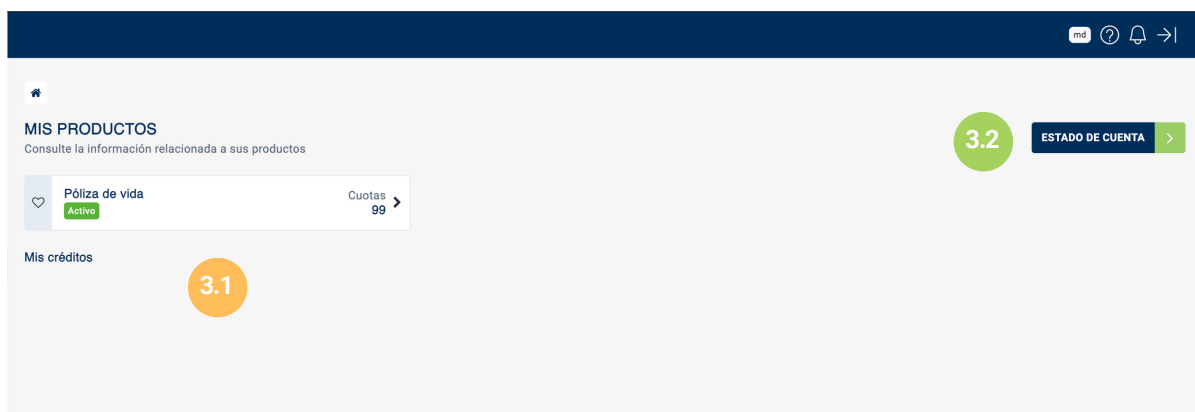 md
MIS PRODUCTOS
Consulte la información relacionada a sus productos
3.2
ESTADO DE CUENTA
Póliza de vida
Activo
Cuotas
99
Mis créditos
3.1